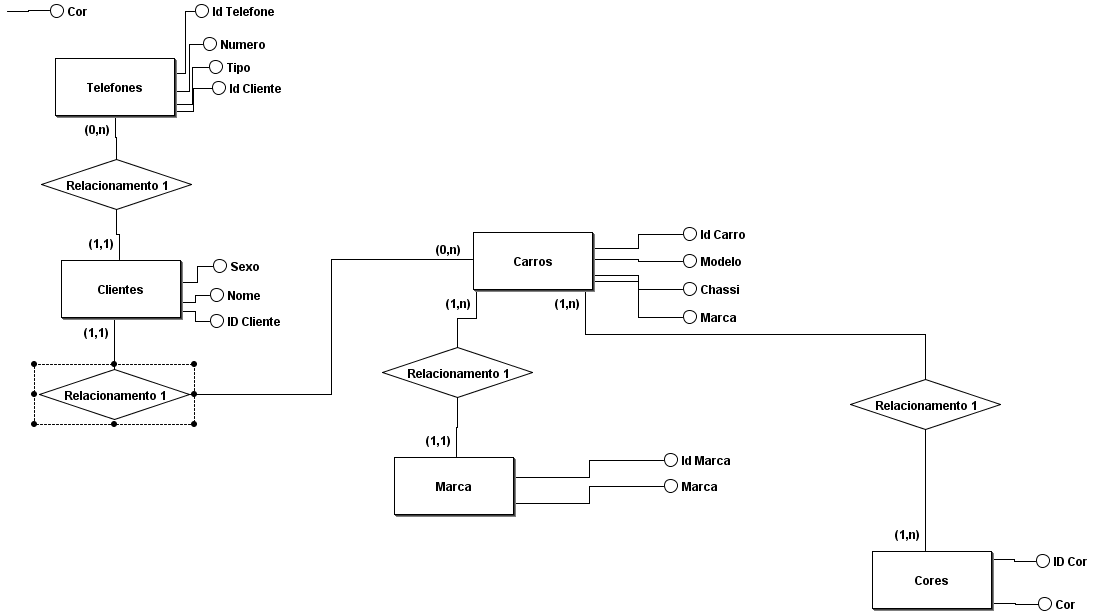 Cor
Id Telefone
Numero
Tipo
Id Cliente
Telefones
(0,n)
Relacionamento 1
(1,1)
Clientes
Sexo
Nome
ID Cliente
(1,1)
Relacionamento 1
(0,n)
Carros
Id Carro
Modelo
Chassi
Marca
(1,n)
(1,n)
Relacionamento 1
Relacionamento 1
(1,1)
Marca
Id Marca
Marca
(1,n)
Cores
ID Cor
Cor